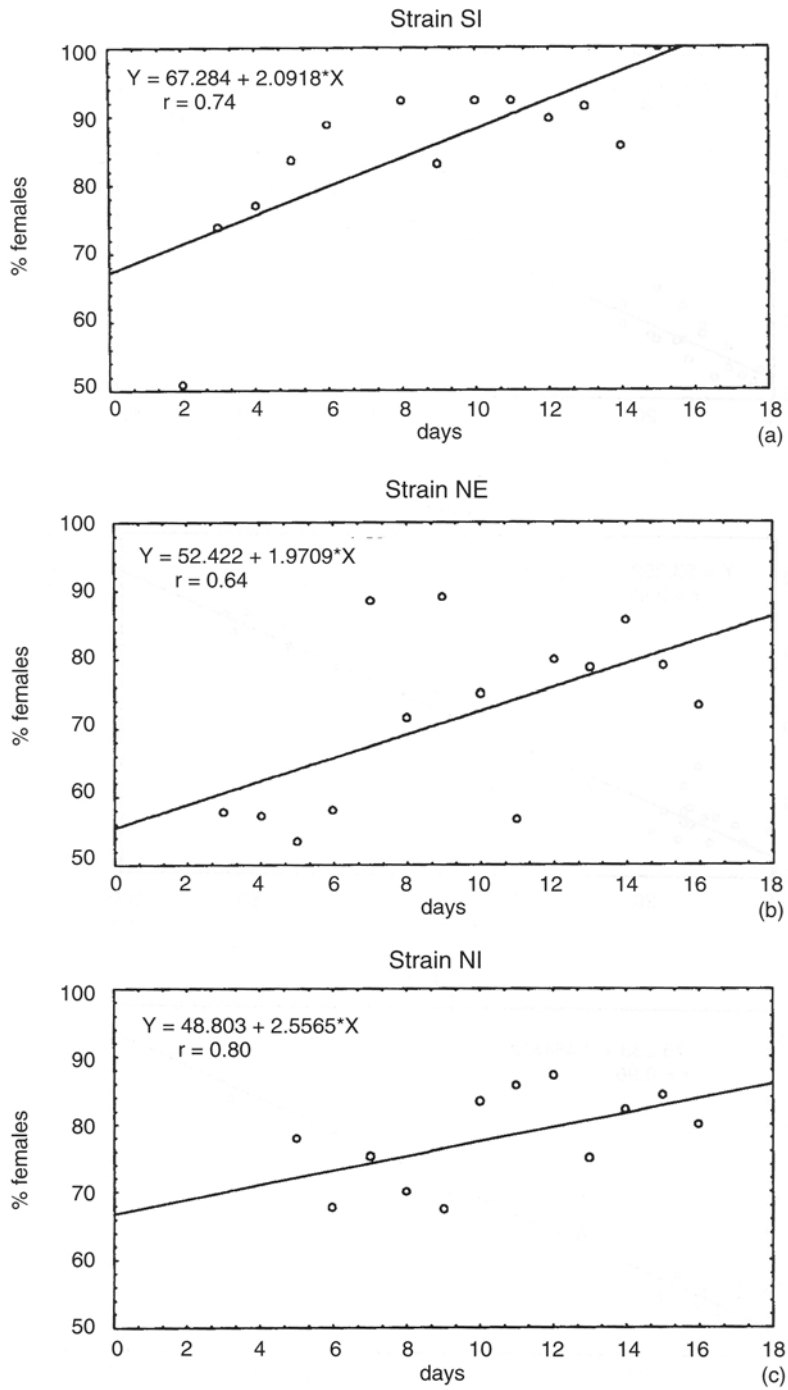 Strain SI
Y = 67.284 + 2.0918*X
r = 0.74
% females
100
90
80
70
60
50
0 2 4 6 8 10 12 14 16 18
days
(a)
Strain NE
Y = 52.422 + 1.9709*X
r = 0.64
% females
100
90
80
70
60
50
0 2 4 6 8 10 12 14 16 18
days
(b)
Strain NI
Y = 48.803 + 2.5565*X
r = 0.80
% females
100
90
80
70
60
50
0 2 4 6 8 10 12 14 16 18
days
(c)